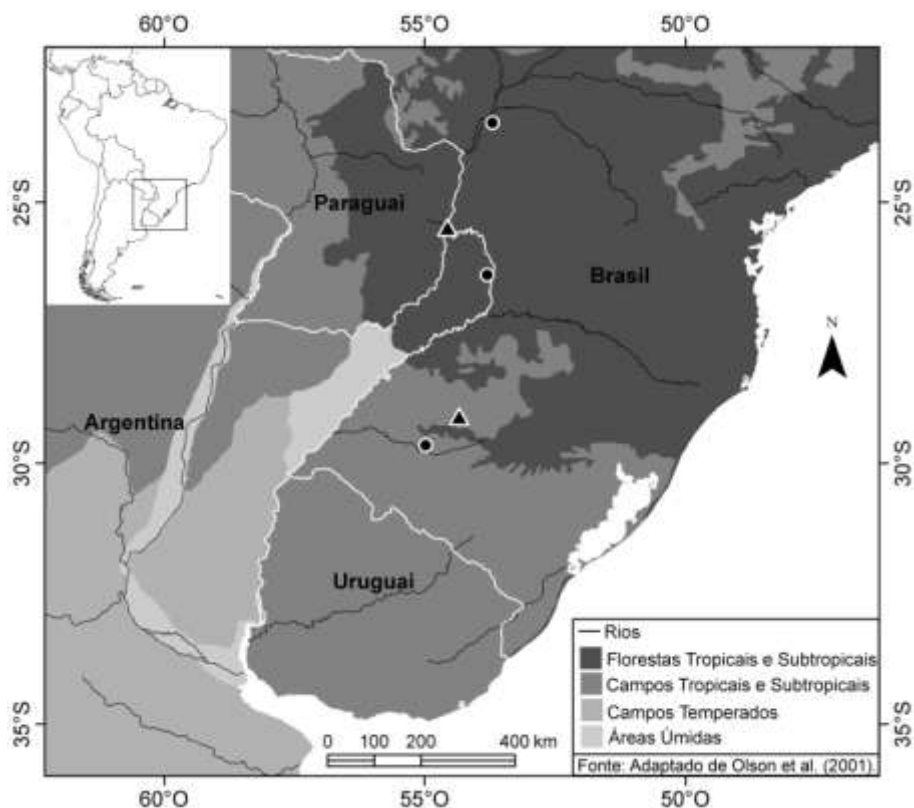 60°O 55°O 50°O
25°S 25°S
Paraguai
Brasil
N
Argentina
30°S 30°S
Uruguai
Rios
Florestas Tropicais e Subtropicais
Campos Tropicais e Subtropicais
35°S 35°S
Campos Temperados
0 100 200 400 km
Áreas Úmidas
Fonte: Adaptado de Olson et al. (2001).
60°O 55°O 50°O